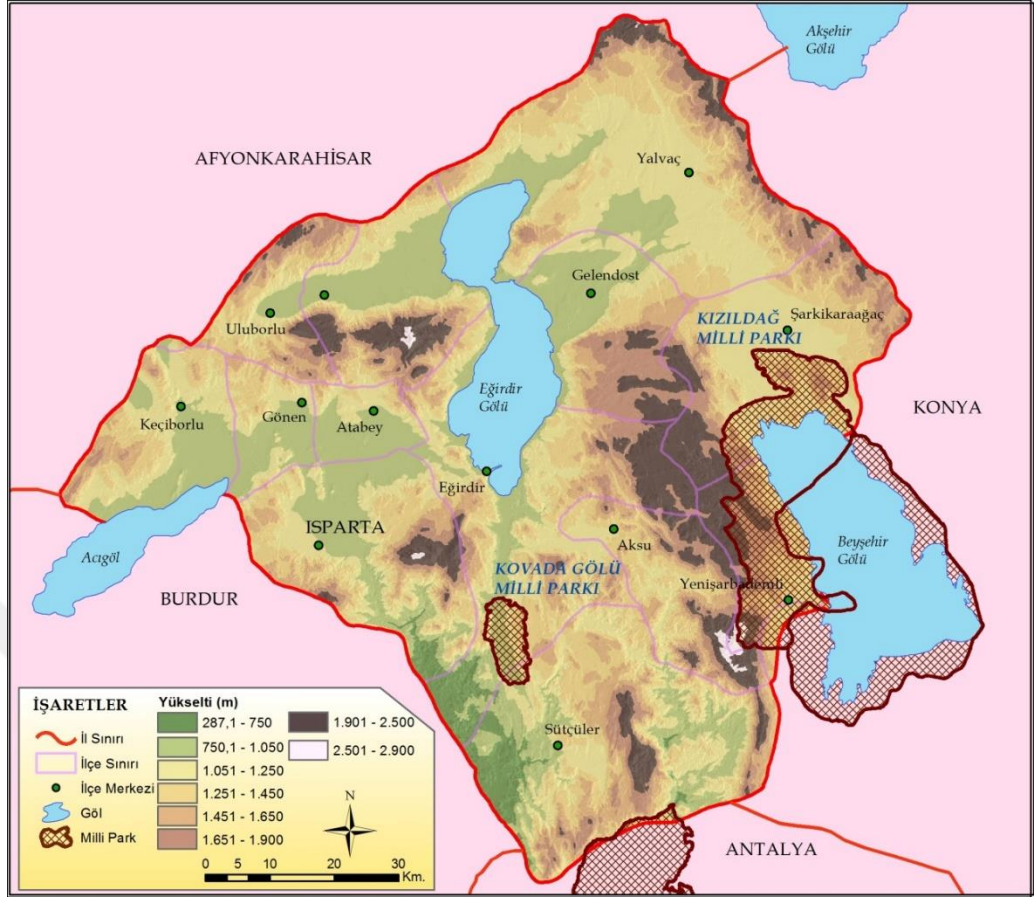 Akşehir
Gölü
AFYONKARAHİSAR
Yalvaç
Gelendost
Uluborlu
KIZILDAĞ
MİLLİ PARKI
Şarkikaraağaç
Keçiborlu
Gönen
Atabey
Eğirdir
Gölü
KONYA
Eğirdir
ISPARTA
Aksu
Acıgöl
Beyşehir
Gölü
KOVADA GÖLÜ
MİLLİ PARKI
Yenişarbademli
BURDUR
Sütçüler
ANTALYA
İŞARETLER
İl Sınırı
İlçe Sınırı
İlçe Merkezi
Göl
Milli Park
Yükselti (m)
287,1 - 750
750,1 - 1.050
1.051 - 1.250
1.251 - 1.450
1.451 - 1.650
1.651 - 1.900
1.901 - 2.500
2.501 - 2.900
N
0 5 10 20 30
Km.